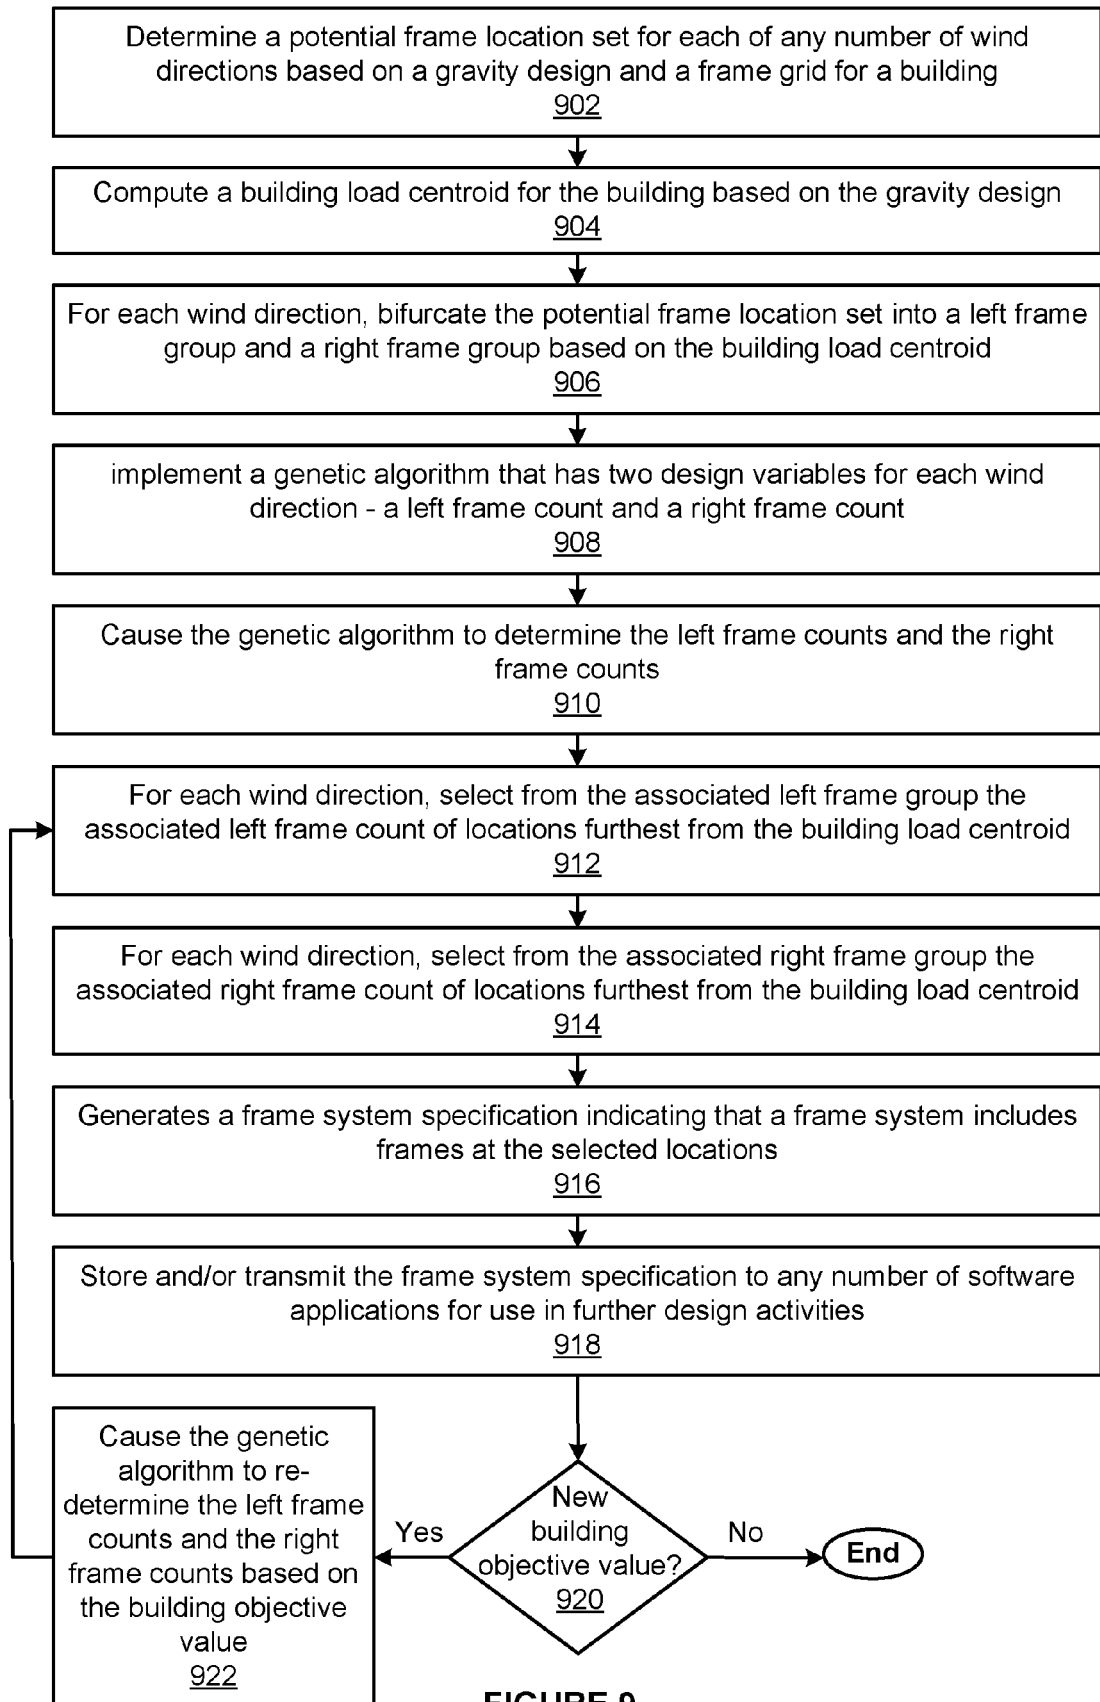 Determine a potential frame location set for each of any number of wind
directions based on a gravity design and a frame grid for a building
902
Compute a building load centroid for the building based on the gravity design
904
For each wind direction, bifurcate the potential frame location set into a left frame
group and a right frame group based on the building load centroid
906
implement a genetic algorithm that has two design variables for each wind
direction - a left frame count and a right frame count
908
Cause the genetic algorithm to determine the left frame counts and the right
frame counts
910
For each wind direction, select from the associated left frame group the
associated left frame count of locations furthest from the building load centroid
912
For each wind direction, select from the associated right frame group the
associated right frame count of locations furthest from the building load centroid
914
Generates a frame system specification indicating that a frame system includes
frames at the selected locations
916
Store and/or transmit the frame system specification to any number of software
applications for use in further design activities
918
Cause the genetic
algorithm to re-
determine the left frame
counts and the right
frame counts based on
the building objective
value
922
Yes
New
building
objective value?
920
No
End
FIGURE 9